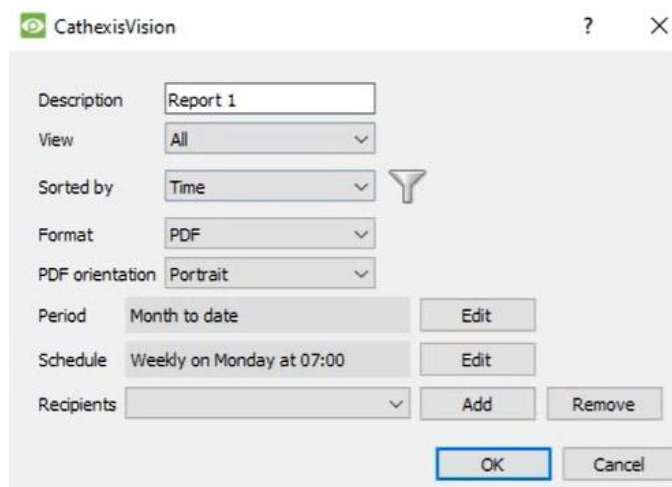 CathexisVision ?
Description Report 1
View All
Sorted by Time
Format PDF
PDF orientation Portrait
Period Month to date Edit
Schedule Weekly on Monday at 07:00 Edit
Recipients Add Remove
OK Cancel